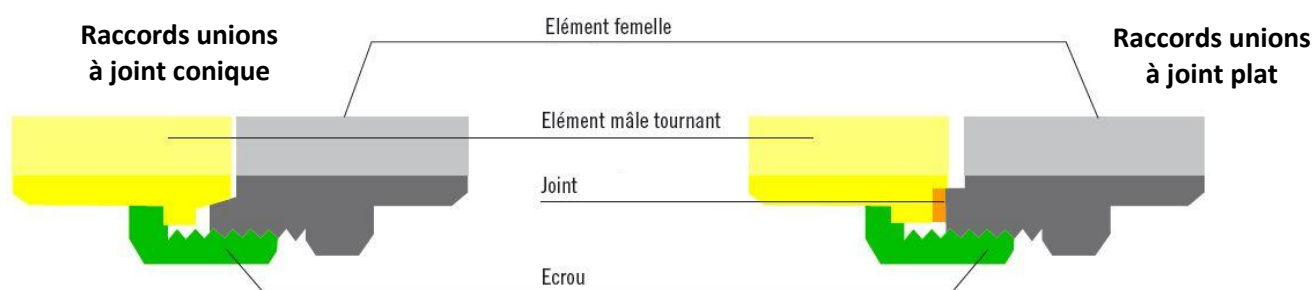 Raccords unions
à joint conique
Elément femelle
Raccords unions
à joint plat
Elément mâle tournant
Joint
Ecrou